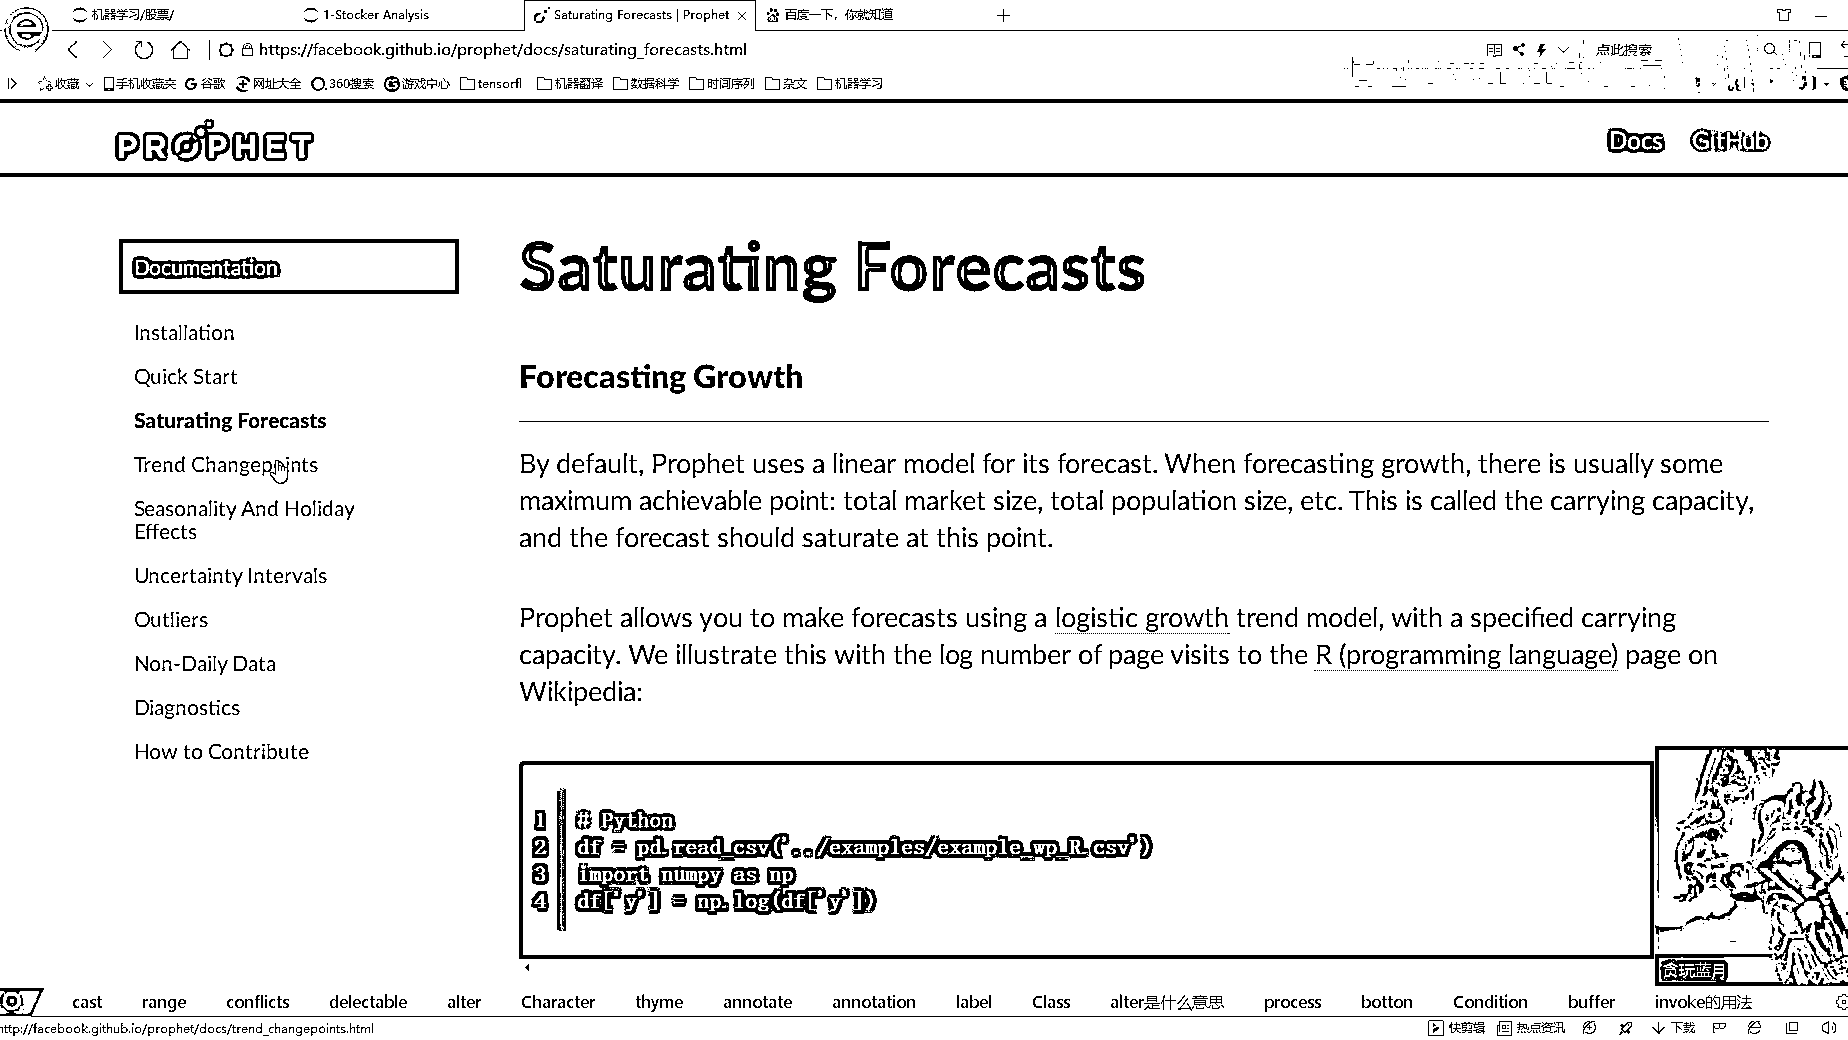 机器学习/股票/
1-Stocker Analysis
Saturating Forecasts | Prophet
百度一下，你就知道
https://facebook.github.io/prophet/docs/saturating_forecasts.html
点此搜索
收藏 手机收藏夹 谷歌 网址大全 360搜索 游戏中心 tensorfl 机器翻译 数据科学 时间序列 杂文 机器学习
PROPHET
Docs GitHub
Documentation
Installation
Quick Start
Saturating Forecasts
Trend Changepoints
Seasonality And Holiday
Effects
Uncertainty Intervals
Outliers
Non-Daily Data
Diagnostics
How to Contribute
Saturating Forecasts
Forecasting Growth
By default, Prophet uses a linear model for its forecast. When forecasting growth, there is usually some
maximum achievable point: total market size, total population size, etc. This is called the carrying capacity,
and the forecast should saturate at this point.
Prophet allows you to make forecasts using a logistic growth trend model, with a specified carrying
capacity. We illustrate this with the log number of page visits to the R (programming language) page on
Wikipedia:
1 # Python
2 df = pd.read_csv('../examples/example_wp_R.csv')
3 import numpy as np
4 df['y'] = np.log(df['y'])
贪玩蓝月
cast range conflicts delectable alter Character thyme annotate annotation label Class alter是什么意思 process botton Condition buffer invoke的用法
http://facebook.github.io/prophet/docs/trend_changepoints.html
快剪辑 热点资讯 下载